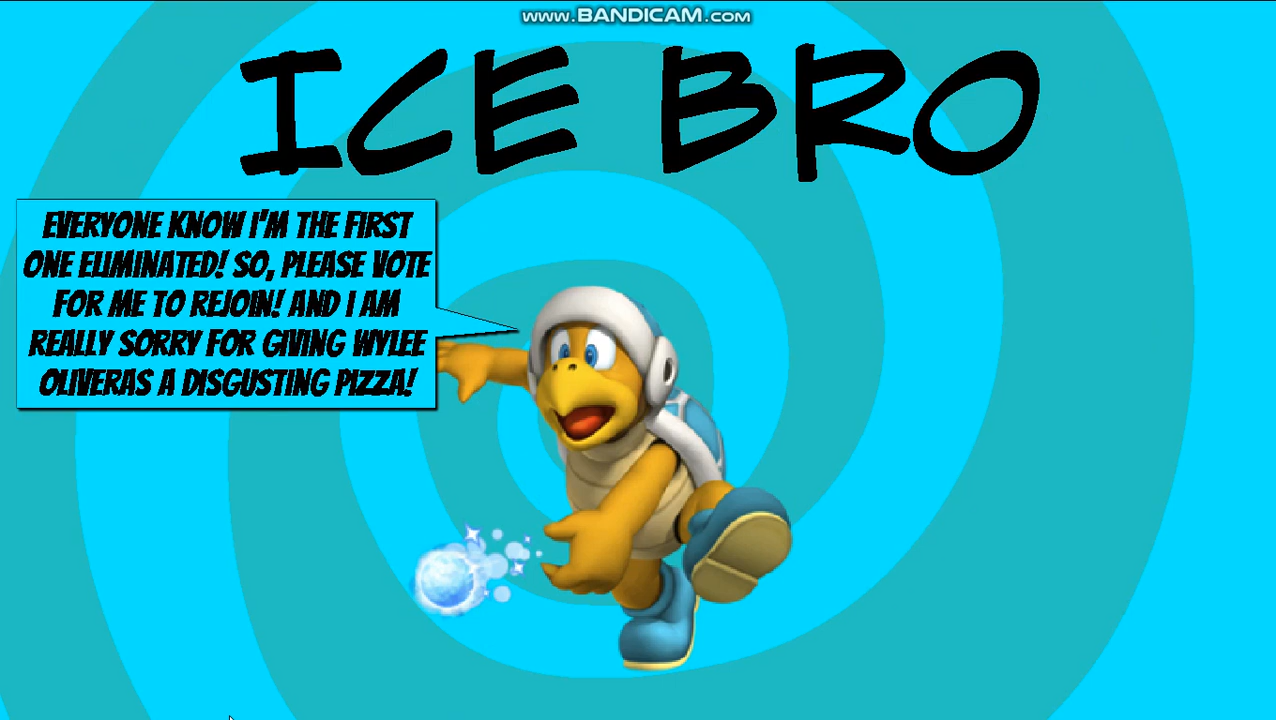 www.BANDICAM.com
ICE BRO
EVERYONE KNOW I'M THE FIRST
ONE ELIMINATED! SO, PLEASE VOTE
FOR ME TO REJOIN! AND I AM
REALLY SORRY FOR GIVING WYLEE
OLIVERAS A DISGUSTING PIZZA!